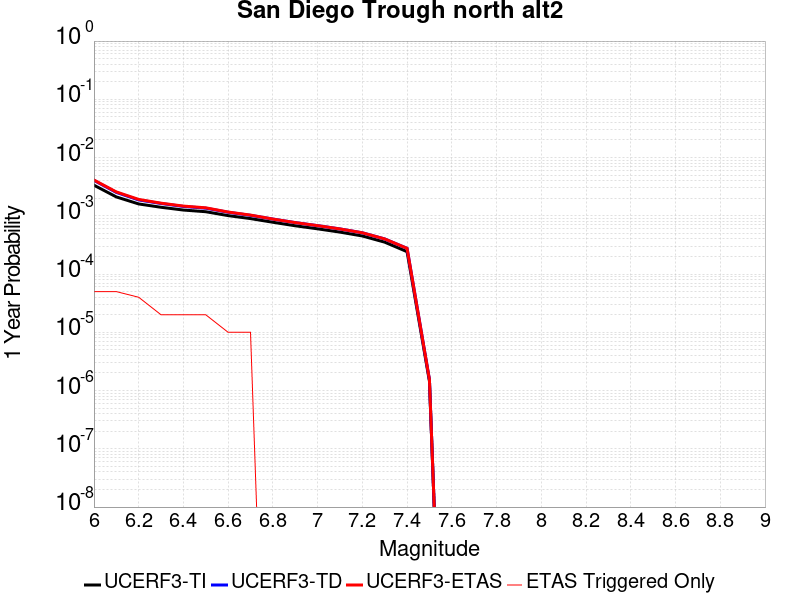 San Diego Trough north alt2
10^0
10^-1
10^-2
10^-3
10^-4
10^-5
10^-6
10^-7
10^-8
1 Year Probability
6 6.2 6.4 6.6 6.8 7 7.2 7.4 7.6 7.8 8 8.2 8.4 8.6 8.8 9
Magnitude
UCERF3-TI UCERF3-TD UCERF3-ETAS ETAS Triggered Only